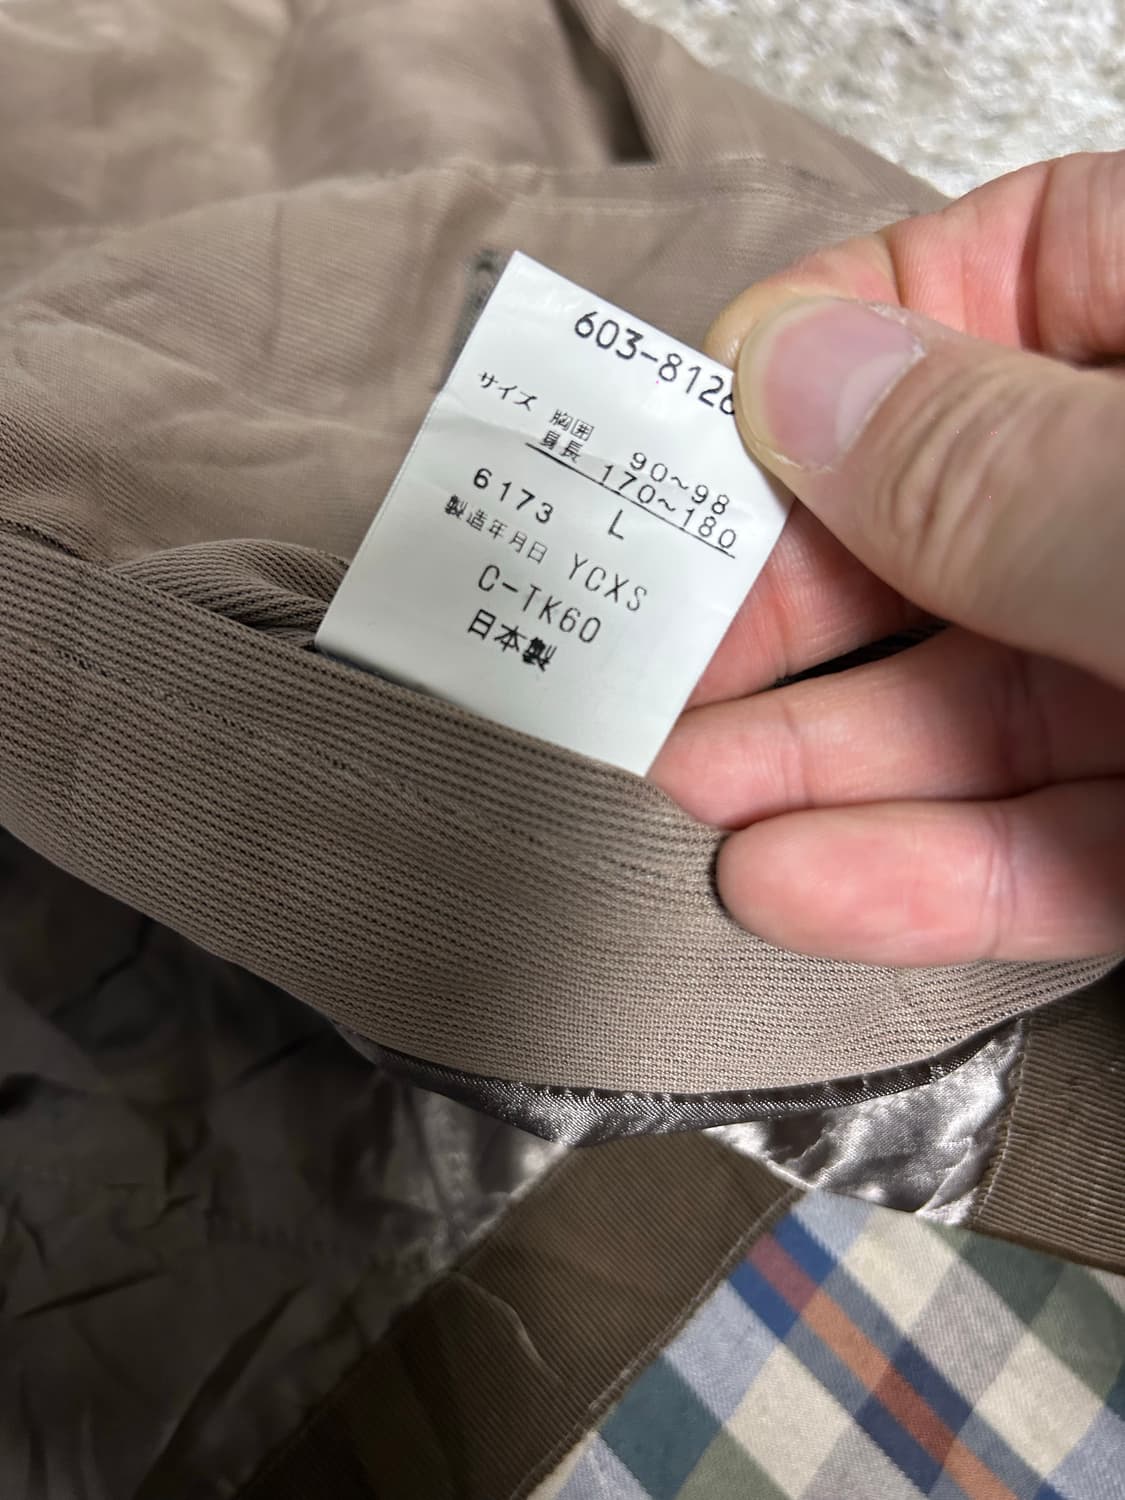 603-8126
サイズ 胸囲 90~98
身長 170~180
6173 L
製造年月日 YCXS
C-TK60
日本製